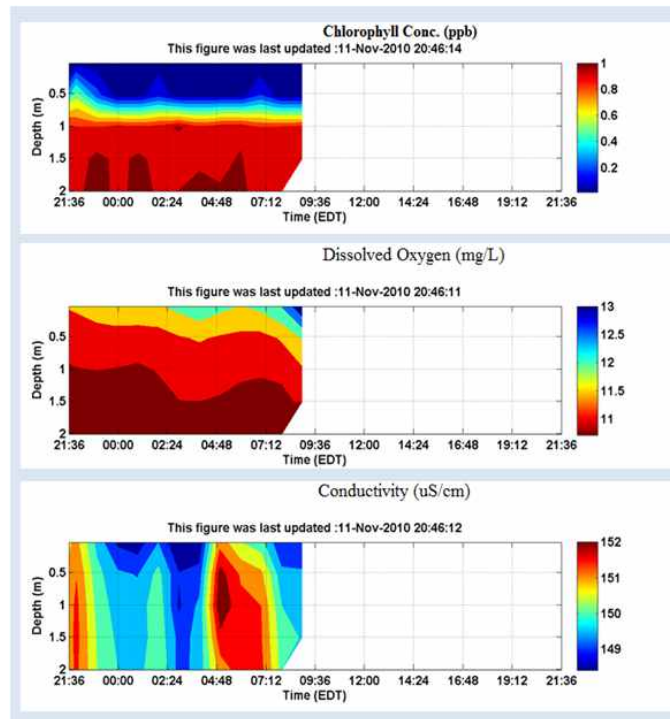 Chlorophyll Conc. (ppb)
This figure was last updated :11-Nov-2010 20:46:14
Depth (m)
0.5
1
1.5
2
21:36 00:00 02:24 04:48 07:12 09:36 12:00 14:24 16:48 19:12 21:36
Time (EDT)
1
0.8
0.6
0.4
0.2
Dissolved Oxygen (mg/L)
This figure was last updated :11-Nov-2010 20:46:11
Depth (m)
0.5
1
1.5
2
21:36 00:00 02:24 04:48 07:12 09:36 12:00 14:24 16:48 19:12 21:36
Time (EDT)
13
12.5
12
11.5
11
Conductivity (uS/cm)
This figure was last updated :11-Nov-2010 20:46:12
Depth (m)
0.5
1
1.5
2
21:36 00:00 02:24 04:48 07:12 09:36 12:00 14:24 16:48 19:12 21:36
Time (EDT)
152
151
150
149